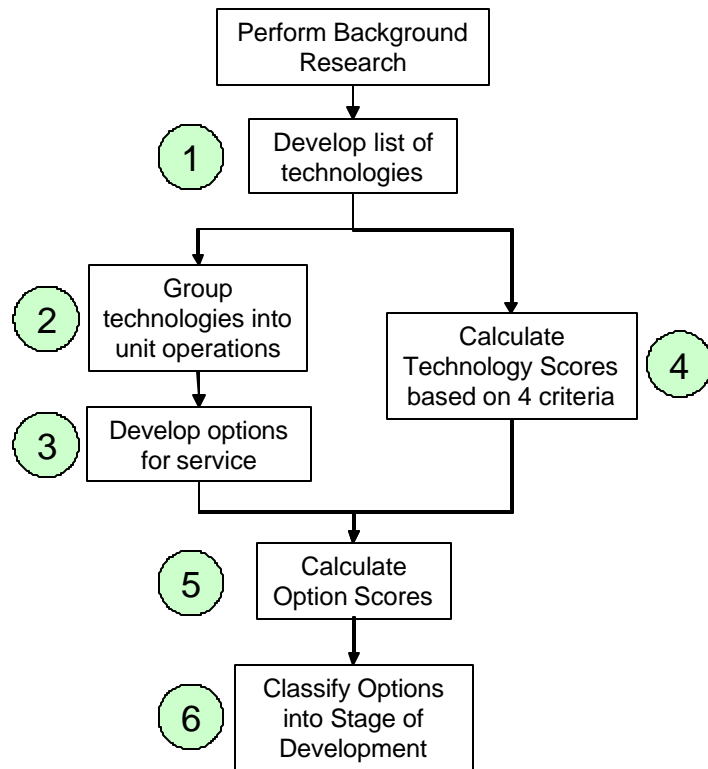 Perform Background
Research
1
Develop list of
technologies
2
Group
technologies into
unit operations
Calculate
Technology Scores
based on 4 criteria
4
3
Develop options
for service
5
Calculate
Option Scores
6
Classify Options
into Stage of
Development